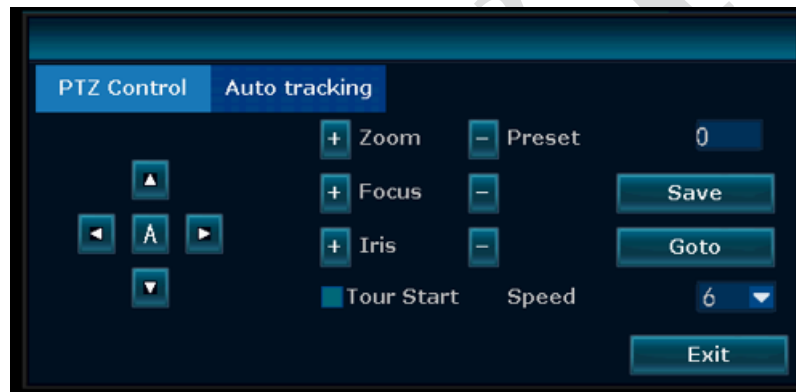 PTZ Control Auto tracking
+ Zoom - Preset 0
+ Focus - Save
A
+ Iris - Goto
Tour Start Speed 6
Exit